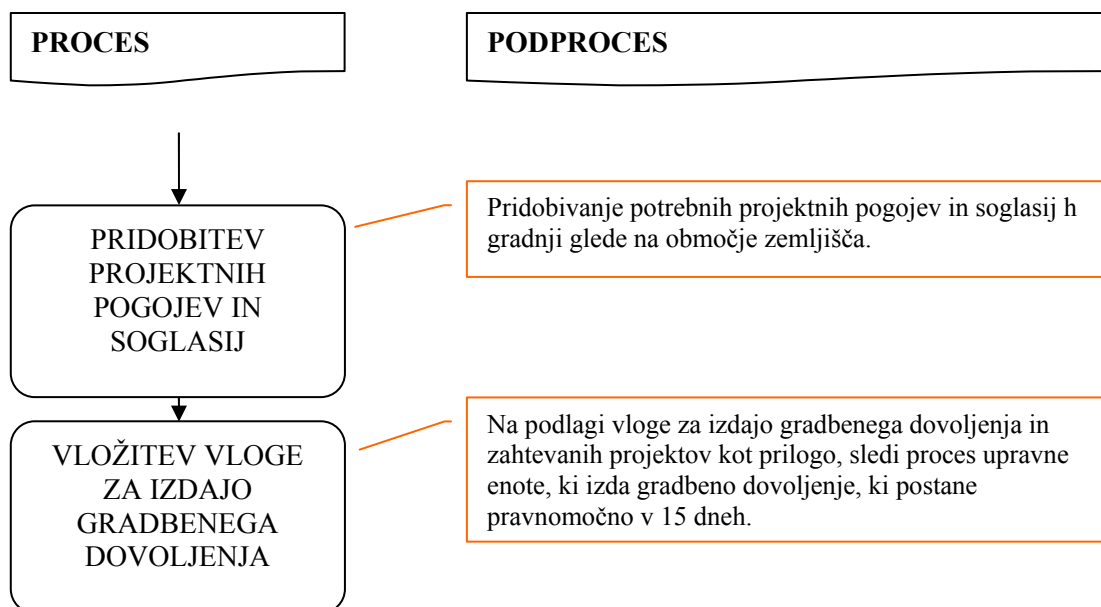 PROCES
PODPROCES
PRIDOBITEV
PROJEKTNIH
POGOJEV IN
SOGLASIJ
Pridobivanje potrebnih projektnih pogojev in soglasij h
gradnji glede na območje zemljišča.
VLOŽITEV VLOGE
ZA IZDAJO
GRADBENEGA
DOVOLJENJA
Na podlagi vloge za izdajo gradbenega dovoljenja in
zahtevanih projektov kot prilogo, sledi proces upravne
enote, ki izda gradbeno dovoljenje, ki postane
pravnomočno v 15 dneh.